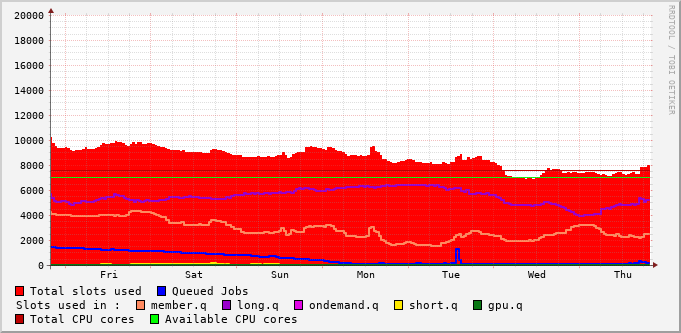 20000
18000
16000
14000
12000
10000
8000
6000
4000
2000
0
Fri Sat Sun Mon Tue Wed Thu
RRDTOOL / TOBI OETIKER
Total slots used Queued Jobs
Slots used in : member.q long.q ondemand.q short.q gpu.q
Total CPU cores Available CPU cores